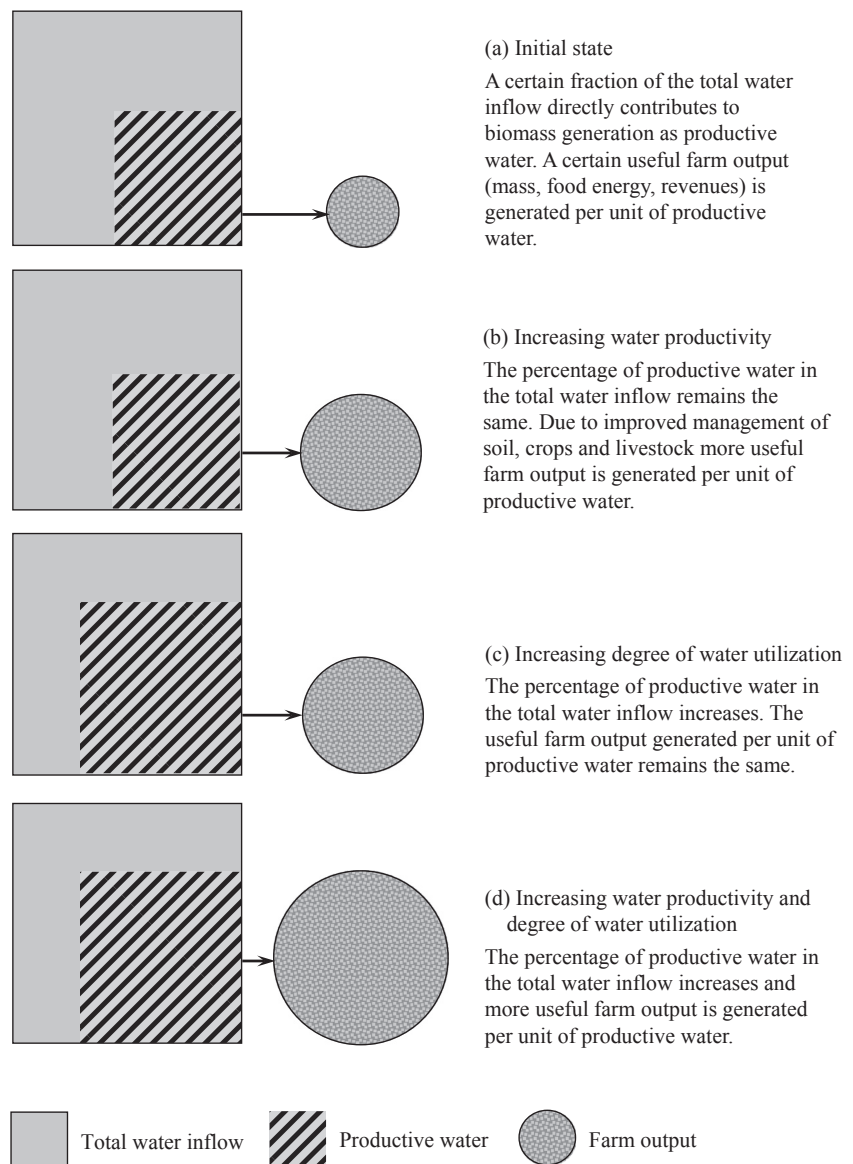 (a) Initial state
A certain fraction of the total water
inflow directly contributes to
biomass generation as productive
water. A certain useful farm output
(mass, food energy, revenues) is
generated per unit of productive
water.
(b) Increasing water productivity
The percentage of productive water in
the total water inflow remains the
same. Due to improved management of
soil, crops and livestock more useful
farm output is generated per unit of
productive water.
(c) Increasing degree of water utilization
The percentage of productive water in
the total water inflow increases. The
useful farm output generated per unit of
productive water remains the same.
(d) Increasing water productivity and
degree of water utilization
The percentage of productive water in
the total water inflow increases and
more useful farm output is generated
per unit of productive water.
Total water inflow
Productive water
Farm output